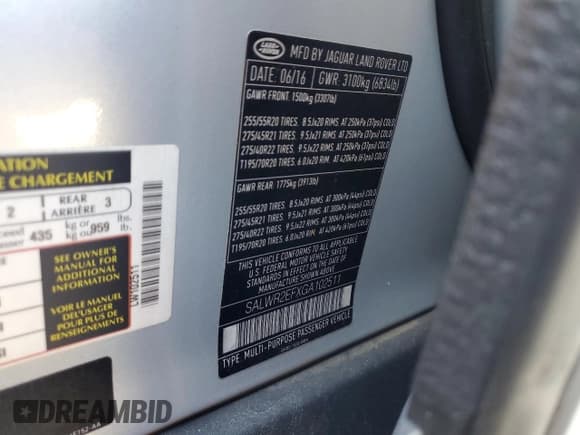 LAND ROVER
MFD BY JAGUAR LAND ROVER LTD
DATE: 06/16 GWR: 3100kg (6834lb)
GAWR FRONT. 1500kg (3307lb)
255/55R20 TIRES. 8.5Jx20 RIMS. AT 250kPa (37psi) COLD
275/45R21 TIRES. 9.5Jx21 RIMS. AT 250kPa (37psi) COLD
275/40R22 TIRES. 9.5Jx22 RIMS. AT 250kPa (37psi) COLD
T195/70R20 TIRES. 6.0Jx20 RIM. AT 420kPa (61psi) COLD
GAWR REAR 1775kg (3913lb)
255/55R20 TIRES. 8.5Jx20 RIMS. AT 300kPa (44psi) COLD
275/45R21 TIRES. 9.5Jx21 RIMS. AT 300kPa (44psi) COLD
275/40R22 TIRES. 9.5Jx22 RIMS. AT 300kPa (44psi) COLD
T195/70R20 TIRES. 6.0Jx20 RIM. AT 420kPa (61psi) COLD
THIS VEHICLE CONFORMS TO ALL APPLICABLE
U.S. FEDERAL MOTOR VEHICLE SAFETY STANDARDS
IN EFFECT ON THE DATE OF
MANUFACTURE SHOWN ABOVE.
SALWR2EFXGA102511
TYPE: MULTI-PURPOSE PASSENGER VEHICLE
ATION
E CHARGEMENT
2 REAR ARRIÈRE 3
435 kg or kg ou 959 lbs. lb.
SEE OWNER'S
MANUAL FOR
ADDITIONAL
INFORMATION
VOIR LE MANUEL
DE L'USAGER
POUR PLUS DE
RENSEIGNEMENTS
LW102511
DREAMBID